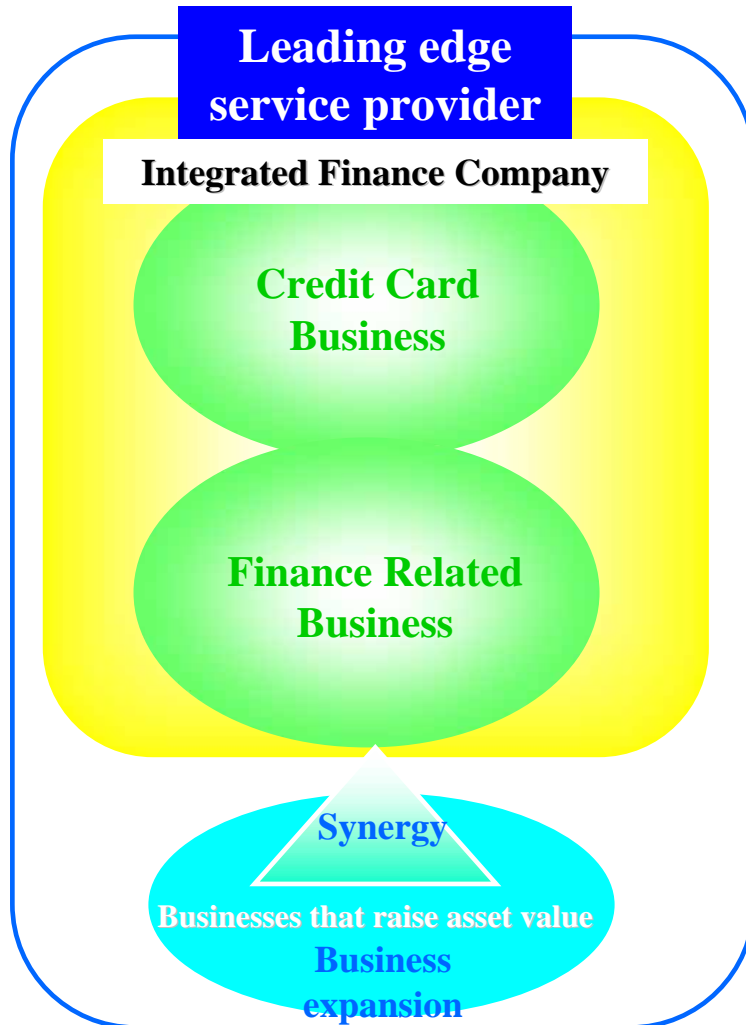 Leading edge
service provider
Integrated Finance Company
Credit Card
Business
Finance Related
Business
Synergy
Businesses that raise asset value
Business
expansion